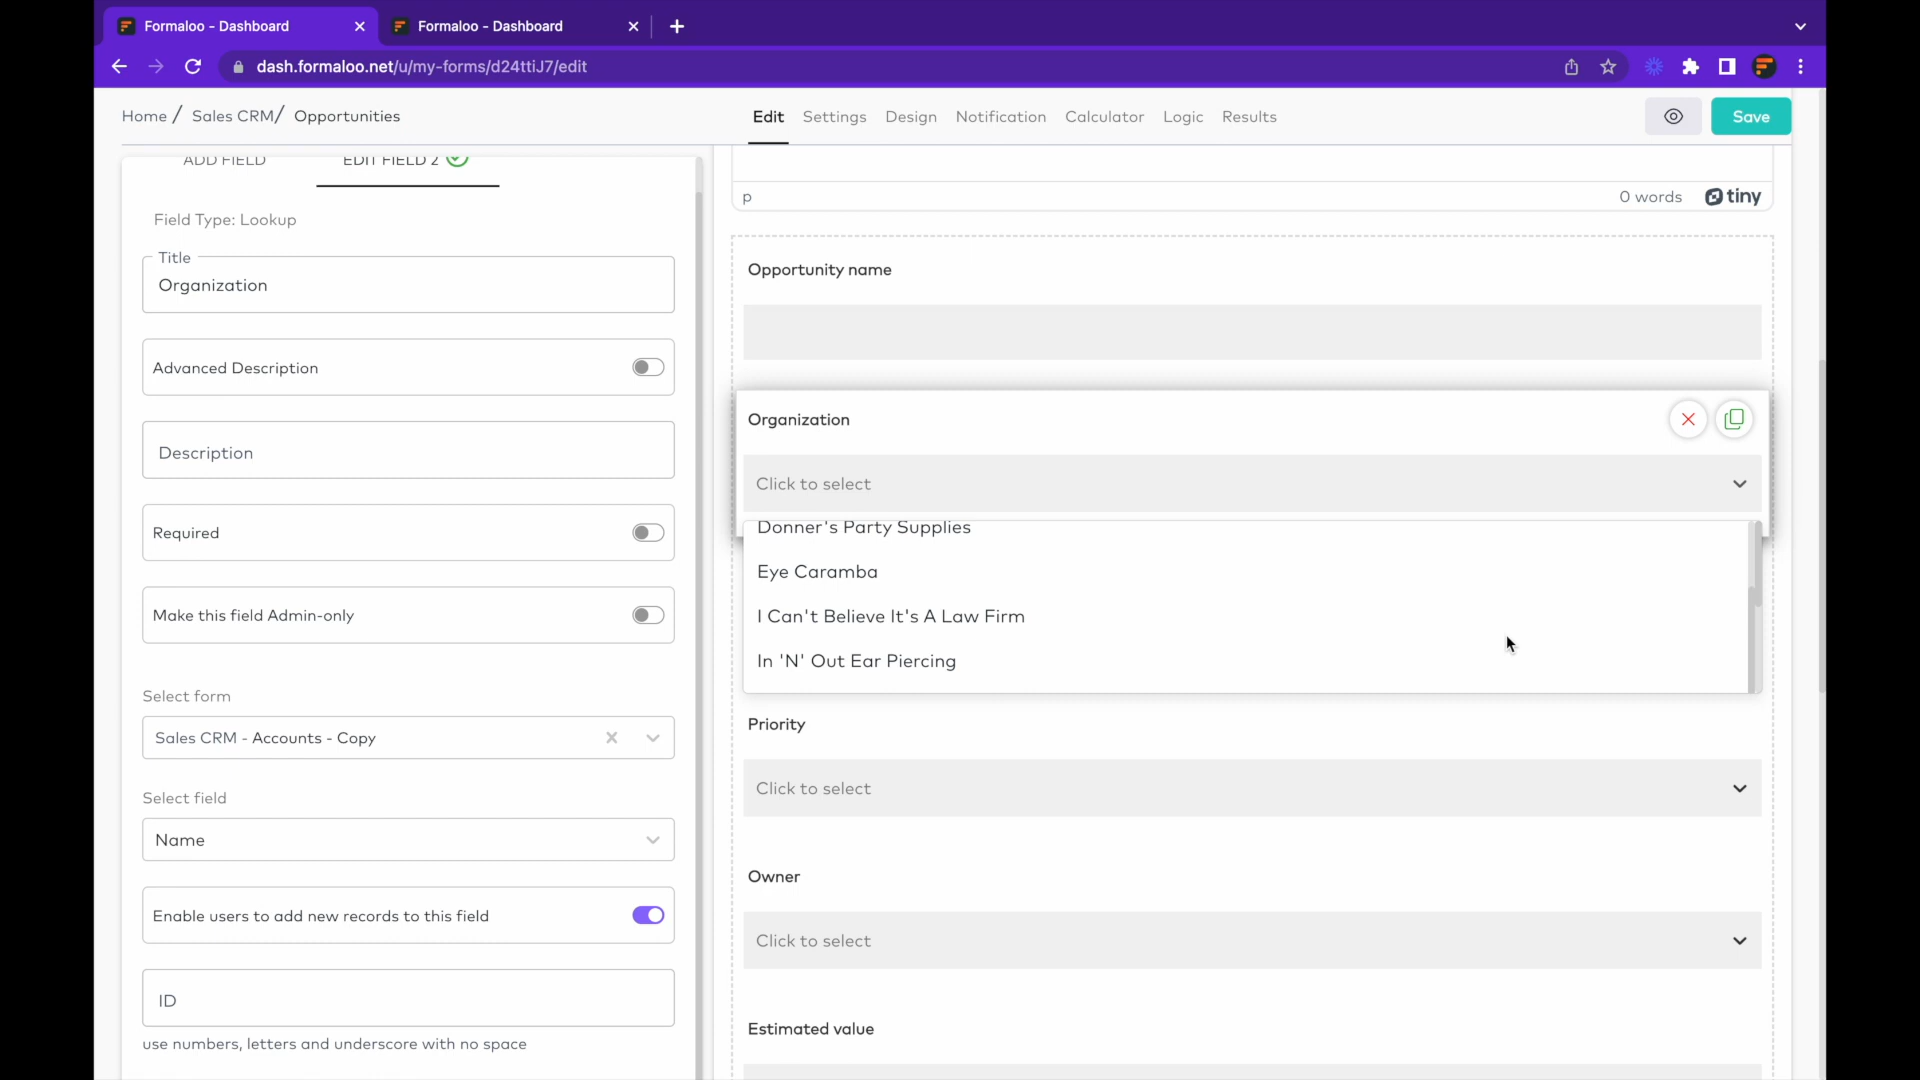 Formaloo - Dashboard
Formaloo - Dashboard
dash.formaloo.net/u/my-forms/d24ttiJ7/edit
Home / Sales CRM / Opportunities
Edit Settings Design Notification Calculator Logic Results
Save
ADD FIELD EDIT FIELD 2
Field Type: Lookup
Title
Organization
Advanced Description
Description
Required
Make this field Admin-only
Select form
Sales CRM - Accounts - Copy
Select field
Name
Enable users to add new records to this field
ID
use numbers, letters and underscore with no space
p 0 words tiny
Opportunity name
Organization
Click to select
Donner's Party Supplies
Eye Caramba
I Can't Believe It's A Law Firm
In 'N' Out Ear Piercing
Priority
Click to select
Owner
Click to select
Estimated value